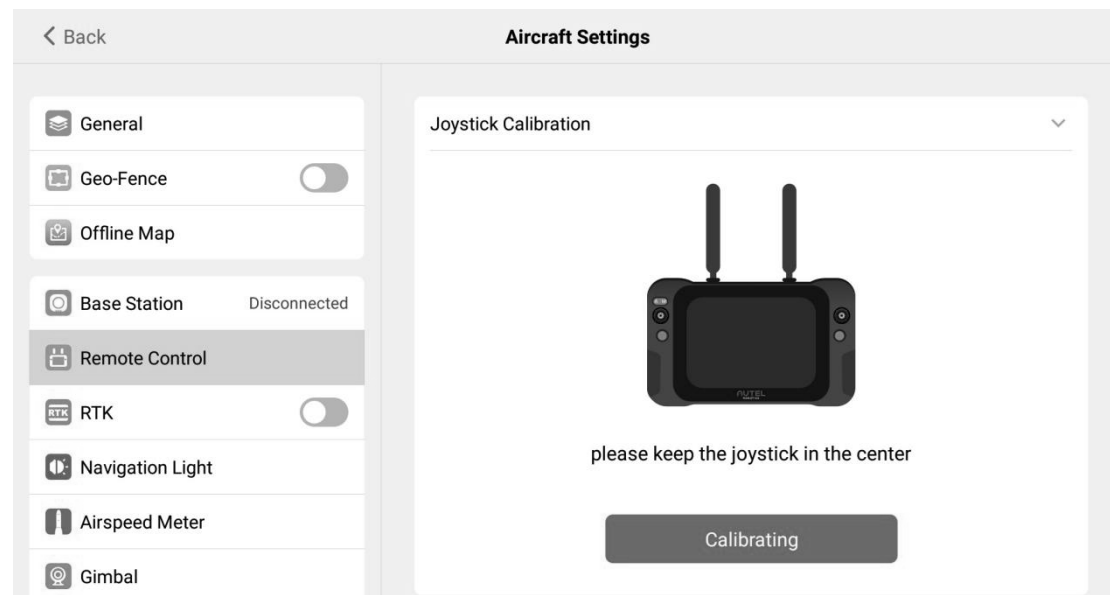 Back
Aircraft Settings
General
Geo-Fence
Offline Map
Base Station Disconnected
Remote Control
RTK RTK
Navigation Light
Airspeed Meter
Gimbal
Joystick Calibration
AUTEL
please keep the joystick in the center
Calibrating